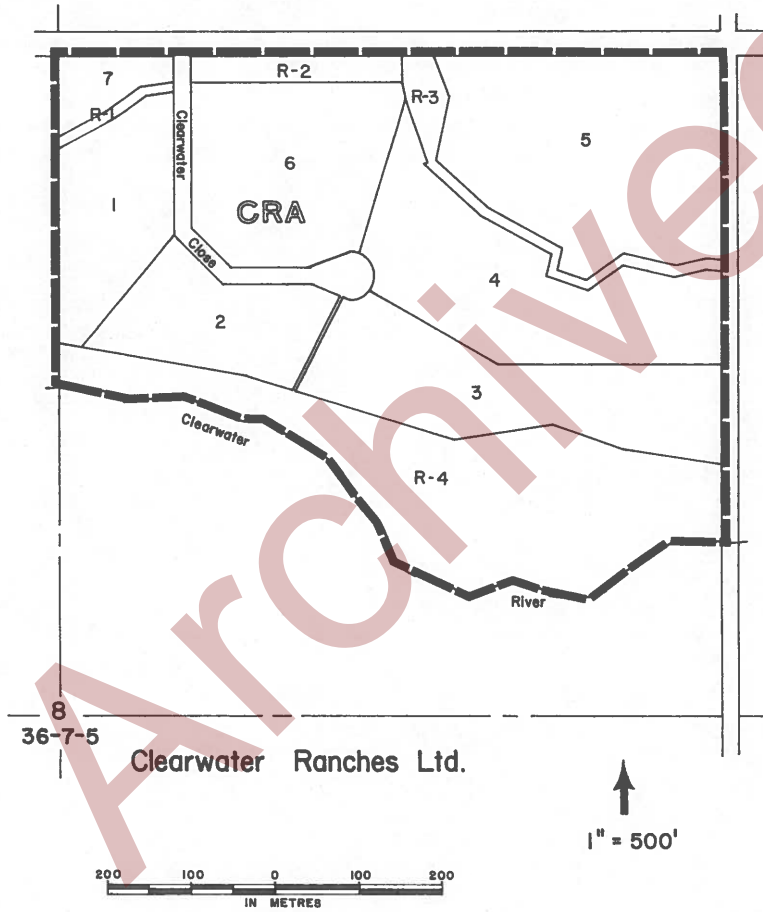 7
R-2
R-1
R-3
Clearwater
5
6
1
CRA
Close
4
2
3
Clearwater
R-4
River
8
36-7-5
Clearwater Ranches Ltd.
1" = 500'
200 100 0 100 200
IN METRES
Archive